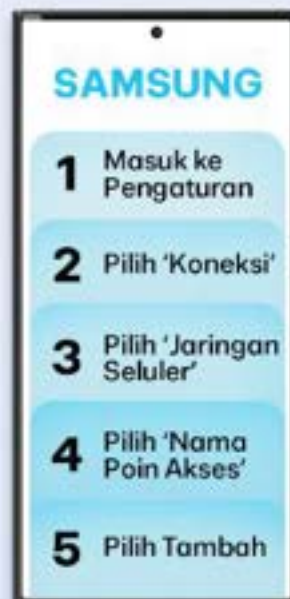 SAMSUNG
1 Masuk ke
Pengaturan
2 Pilih 'Koneksi'
3 Pilih 'Jaringan
Seluler'
4 Pilih 'Nama
Poin Akses'
5 Pilih Tambah